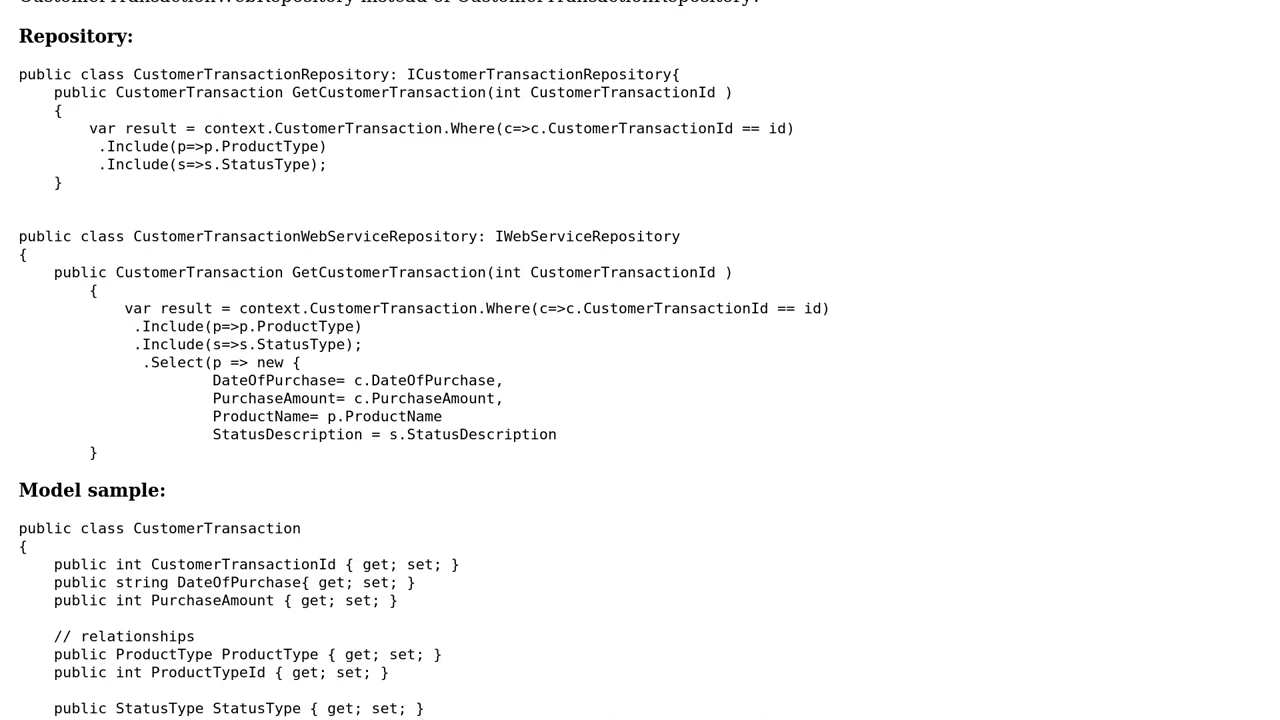 CustomerTransactionWebRepository instead of CustomerTransactionRepository.
Repository:
public class CustomerTransactionRepository: ICustomerTransactionRepository{
    public CustomerTransaction GetCustomerTransaction(int CustomerTransactionId )
    {
        var result = context.CustomerTransaction.Where(c=>c.CustomerTransactionId == id)
         .Include(p=>p.ProductType)
         .Include(s=>s.StatusType);
    }
public class CustomerTransactionWebServiceRepository: IWebServiceRepository
{
    public CustomerTransaction GetCustomerTransaction(int CustomerTransactionId )
        {
            var result = context.CustomerTransaction.Where(c=>c.CustomerTransactionId == id)
             .Include(p=>p.ProductType)
             .Include(s=>s.StatusType);
              .Select(p => new {
                      DateOfPurchase= c.DateOfPurchase,
                      PurchaseAmount= c.PurchaseAmount,
                      ProductName= p.ProductName
                      StatusDescription = s.StatusDescription
        }
Model sample:
public class CustomerTransaction
{
    public int CustomerTransactionId { get; set; }
    public string DateOfPurchase{ get; set; }
    public int PurchaseAmount { get; set; }
    // relationships
    public ProductType ProductType { get; set; }
    public int ProductTypeId { get; set; }
    public StatusType StatusType { get; set; }